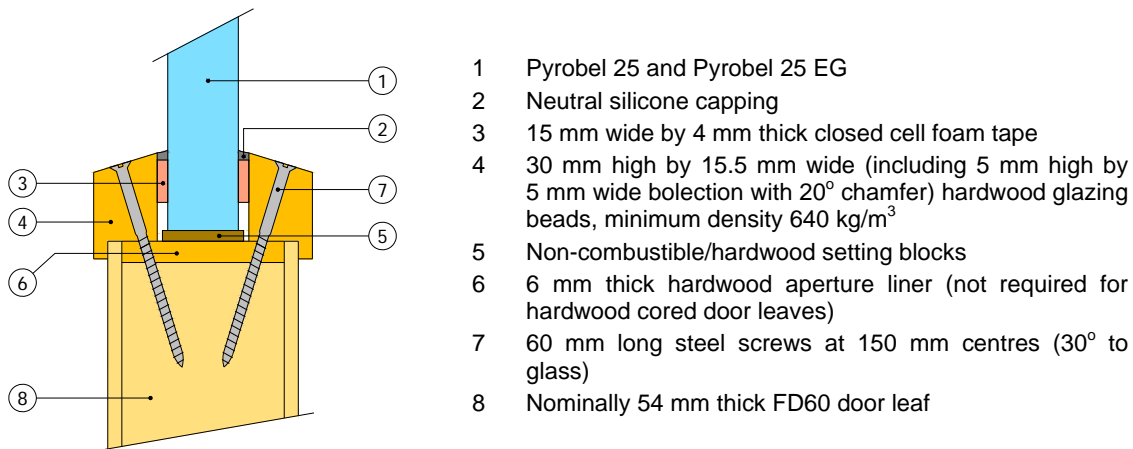 1
2
3
4
5
6
7
8
1 Pyrobel 25 and Pyrobel 25 EG
2 Neutral silicone capping
3 15 mm wide by 4 mm thick closed cell foam tape
4 30 mm high by 15.5 mm wide (including 5 mm high by
5 mm wide bolection with 20° chamfer) hardwood glazing
beads, minimum density 640 kg/m³
5 Non-combustible/hardwood setting blocks
6 6 mm thick hardwood aperture liner (not required for
hardwood cored door leaves)
7 60 mm long steel screws at 150 mm centres (30° to
glass)
8 Nominally 54 mm thick FD60 door leaf